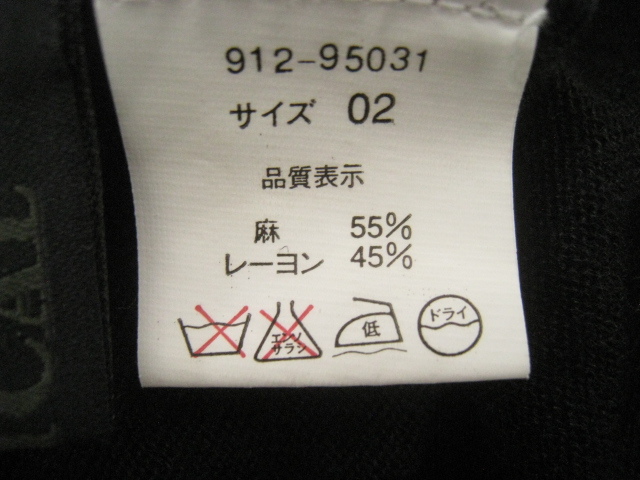 912-95031
サイズ 02
品質表示
麻 55%
レーヨン 45%
エンソ
サラシ
低
ドライ